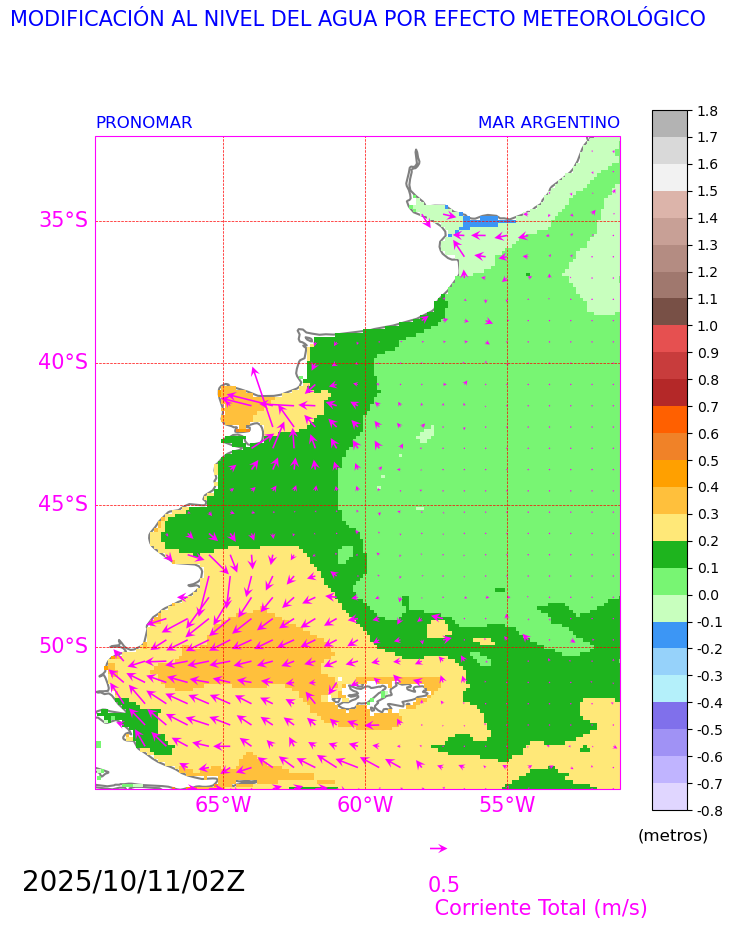 MODIFICACIÓN AL NIVEL DEL AGUA POR EFECTO METEOROLÓGICO
PRONOMAR MAR ARGENTINO
35°S
40°S
45°S
50°S
65°W 60°W 55°W
1.8
1.7
1.6
1.5
1.4
1.3
1.2
1.1
1.0
0.9
0.8
0.7
0.6
0.5
0.4
0.3
0.2
0.1
0.0
-0.1
-0.2
-0.3
-0.4
-0.5
-0.6
-0.7
-0.8
(metros)
2025/10/11/02Z
0.5
Corriente Total (m/s)